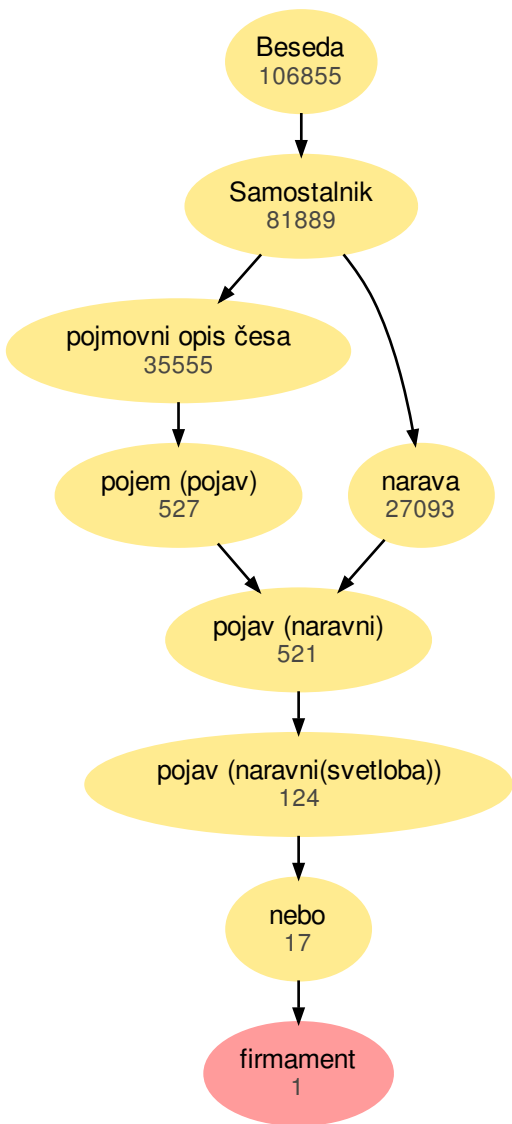 Beseda
106855
Samostalnik
81889
pojmovni opis česa
35555
pojem (pojav)
527
narava
27093
pojav (naravni)
521
pojav (naravni(svetloba))
124
nebo
17
firmament
1